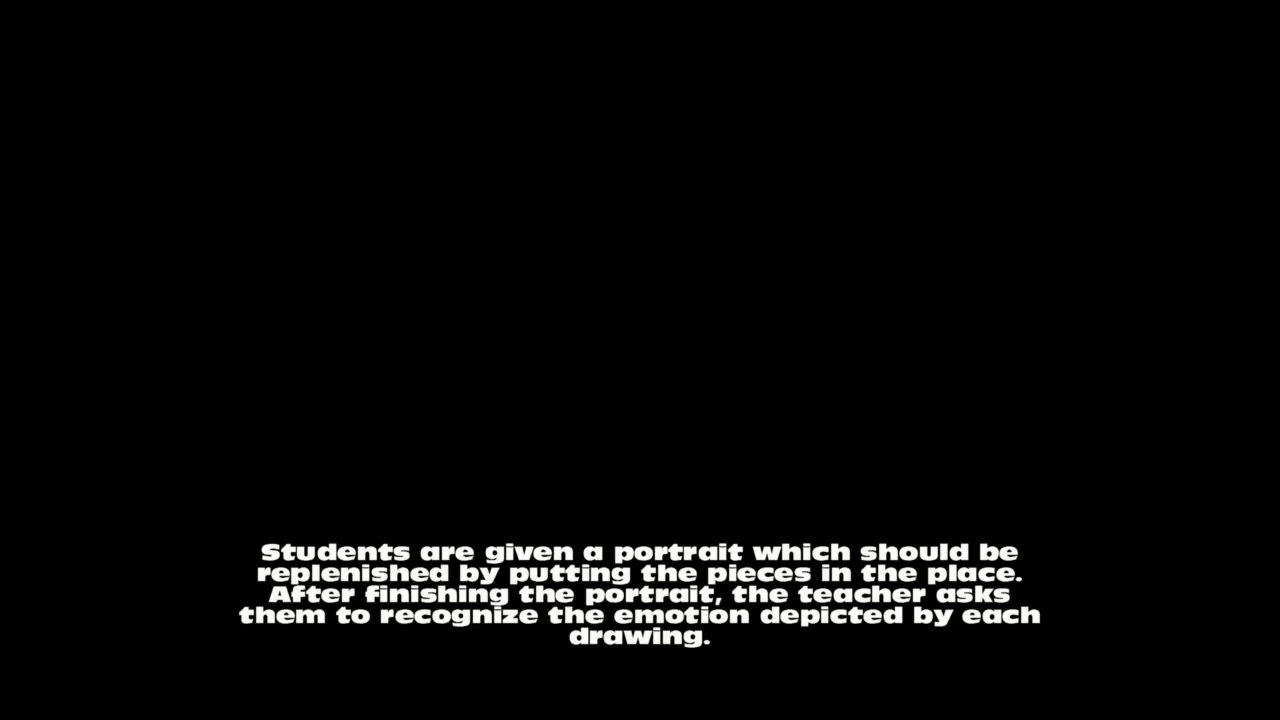 Students are given a portrait which should be
replenished by putting the pieces in the place.
After finishing the portrait, the teacher asks
them to recognize the emotion depicted by each
drawing.